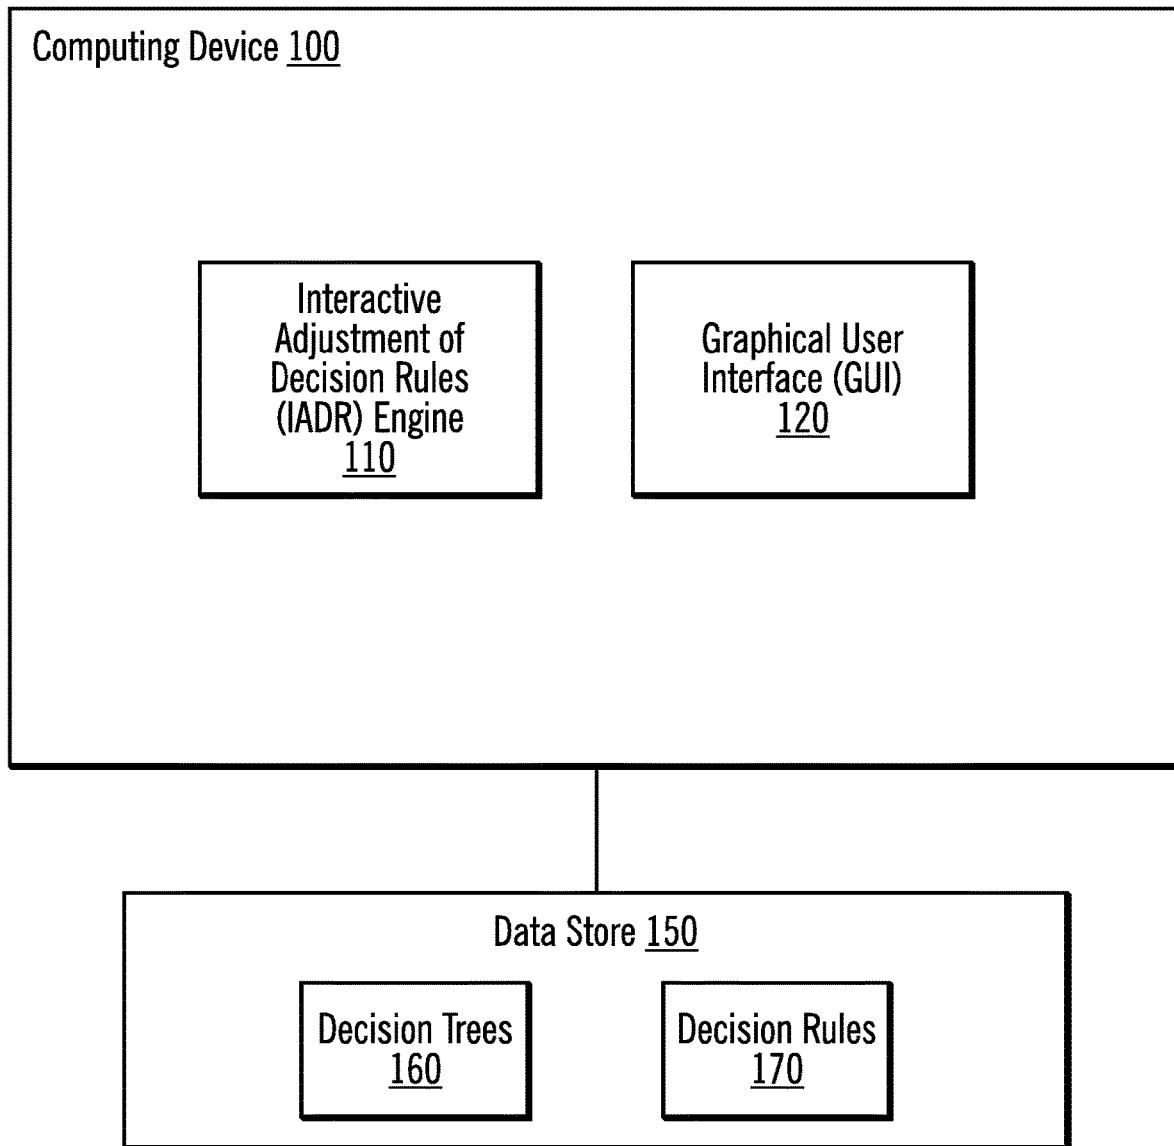 Computing Device 100
Interactive
Adjustment of
Decision Rules
(IADR) Engine
110
Graphical User
Interface (GUI)
120
Data Store 150
Decision Trees
160
Decision Rules
170